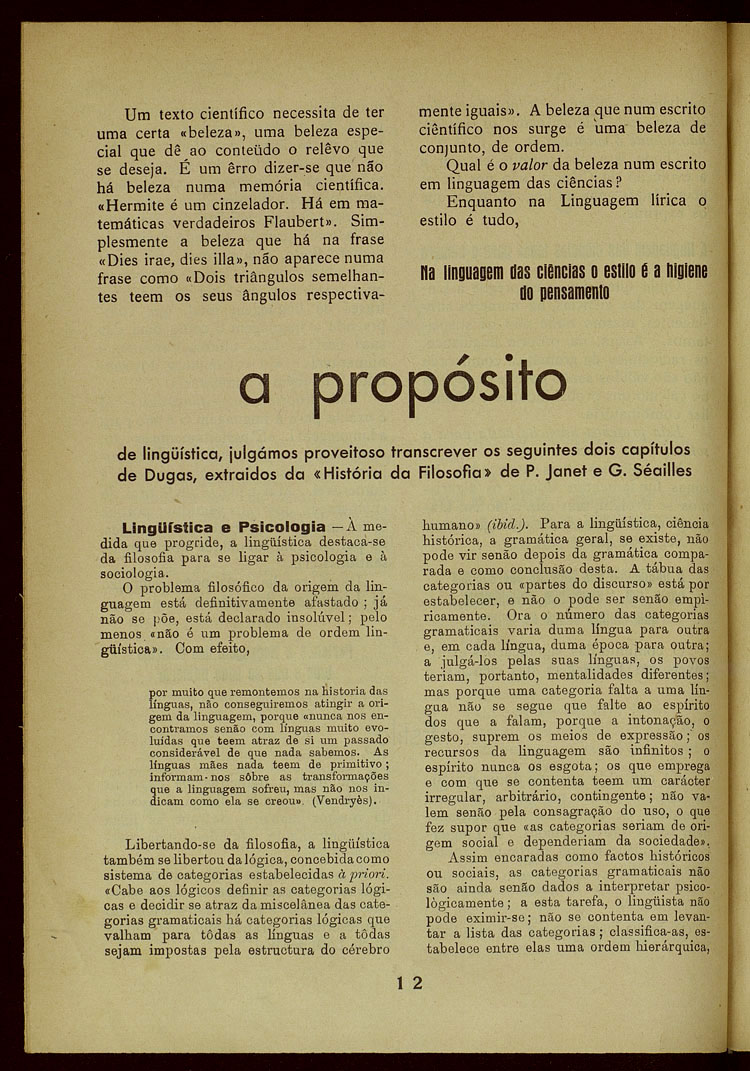 Um texto científico necessita de ter
uma certa «beleza», uma beleza espe-
cial que dê ao conteüdo o relêvo que
se deseja. É um êrro dizer-se que não
há beleza numa memória científica.
«Hermite é um cinzelador. Há em ma-
temáticas verdadeiros Flaubert». Sim-
plesmente a beleza que há na frase
«Dies irae, dies illa», não aparece numa
frase como «Dois triângulos semelhan-
tes teem os seus ângulos respectiva-
mente iguais». A beleza que num escrito
ciêntífico nos surge é uma beleza de
conjunto, de ordem.
Qual é o valor da beleza num escrito
em linguagem das ciências?
Enquanto na Linguagem lírica o
estilo é tudo,
Na linguagem das ciências o estilo é a higiene
do pensamento
a propósito
de lingüística, julgámos proveitoso transcrever os seguintes dois capítulos
de Dugas, extraidos da «História da Filosofia» de P. Janet e G. Séailles
Lingüística e Psicologia — À me-
dida que progride, a lingüística destaca-se
da filosofia para se ligar à psicologia e à
sociologia.
O problema filosófico da origem da lin-
guagem está definitivamente afastado; já
não se põe, está declarado insolúvel; pelo
menos «não é um problema de ordem lin-
güística». Com efeito,
por muito que remontemos na historia das
línguas, não conseguiremos atingir a ori-
gem da linguagem, porque «nunca nos en-
contramos senão com línguas muito evo-
luídas que teem atraz de si um passado
considerável de que nada sabemos. As
línguas mães nada teem de primitivo;
informam-nos sôbre as transformações
que a linguagem sofreu, mas não nos in-
dicam como ela se creou». (Vendryès).
Libertando-se da filosofia, a lingüística
também se libertou da lógica, concebida como
sistema de categorias estabelecidas à priori.
«Cabe aos lógicos definir as categorias lógi-
cas e decidir se atraz da miscelânea das cate-
gorias gramaticais há categorias lógicas que
valham para tôdas as línguas e a tôdas
sejam impostas pela estructura do cérebro
humano» (ibid.). Para a lingüística, ciência
histórica, a gramática geral, se existe, não
pode vir senão depois da gramática compa-
rada e como conclusão desta. A tábua das
categorias ou «partes do discurso» está por
estabelecer, e não o pode ser senão empi-
ricamente. Ora o número das categorias
gramaticais varia duma língua para outra
e, em cada língua, duma época para outra;
a julgá-los pelas suas línguas, os povos
teriam, portanto, mentalidades diferentes;
mas porque uma categoria falta a uma lín-
gua não se segue que falte ao espírito
dos que a falam, porque a intonação, o
gesto, suprem os meios de expressão; os
recursos da linguagem são infinitos; o
espírito nunca os esgota; os que emprega
e com que se contenta teem um carácter
irregular, arbitrário, contingente; não va-
lem senão pela consagração do uso, o que
fez supor que «as categorias seriam de ori-
gem social e dependeriam da sociedade».
Assim encaradas como factos históricos
ou sociais, as categorias gramaticais não
são ainda senão dados a interpretar psico-
lògicamente; a esta tarefa, o lingüista não
pode eximir-se; não se contenta em levan-
tar a lista das categorias; classifica-as, es-
tabelece entre elas uma ordem hierárquica,
12